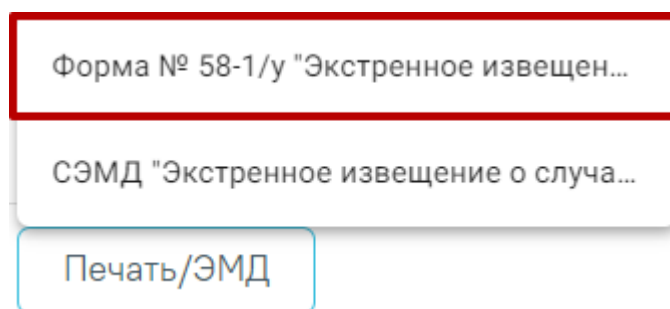 Форма № 58-1/у "Экстренное извещен...
СЭМД "Экстренное извещение о случа...
Печать/ЭМД